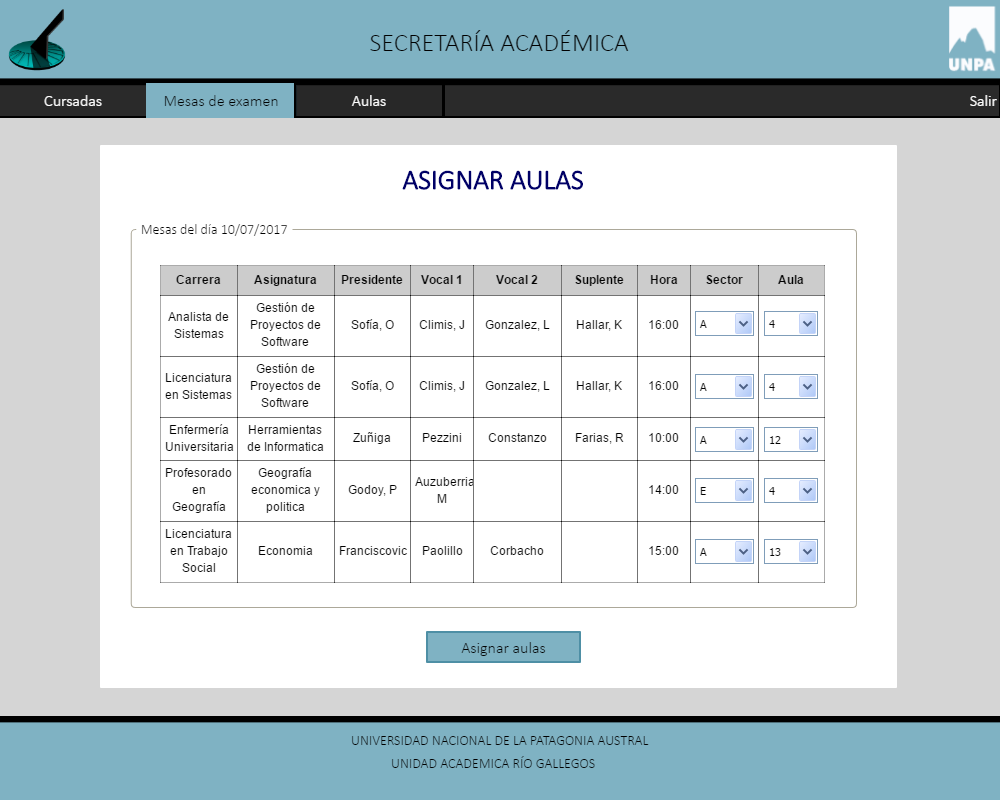 SECRETARÍA ACADÉMICA
UNPA
Cursadas Mesas de examen Aulas Salir
ASIGNAR AULAS
Mesas del día 10/07/2017
Carrera Asignatura Presidente Vocal 1 Vocal 2 Suplente Hora Sector Aula
Analista de Sistemas Gestión de Proyectos de Software Sofía, O Climis, J Gonzalez, L Hallar, K 16:00 A 4
Licenciatura en Sistemas Gestión de Proyectos de Software Sofía, O Climis, J Gonzalez, L Hallar, K 16:00 A 4
Enfermería Universitaria Herramientas de Informatica Zuñiga Pezzini Constanzo Farias, R 10:00 A 12
Profesorado en Geografía Geografía economica y politica Godoy, P Auzuberria M 14:00 E 4
Licenciatura en Trabajo Social Economia Franciscovic Paolillo Corbacho 15:00 A 13
Asignar aulas
UNIVERSIDAD NACIONAL DE LA PATAGONIA AUSTRAL
UNIDAD ACADEMICA RÍO GALLEGOS